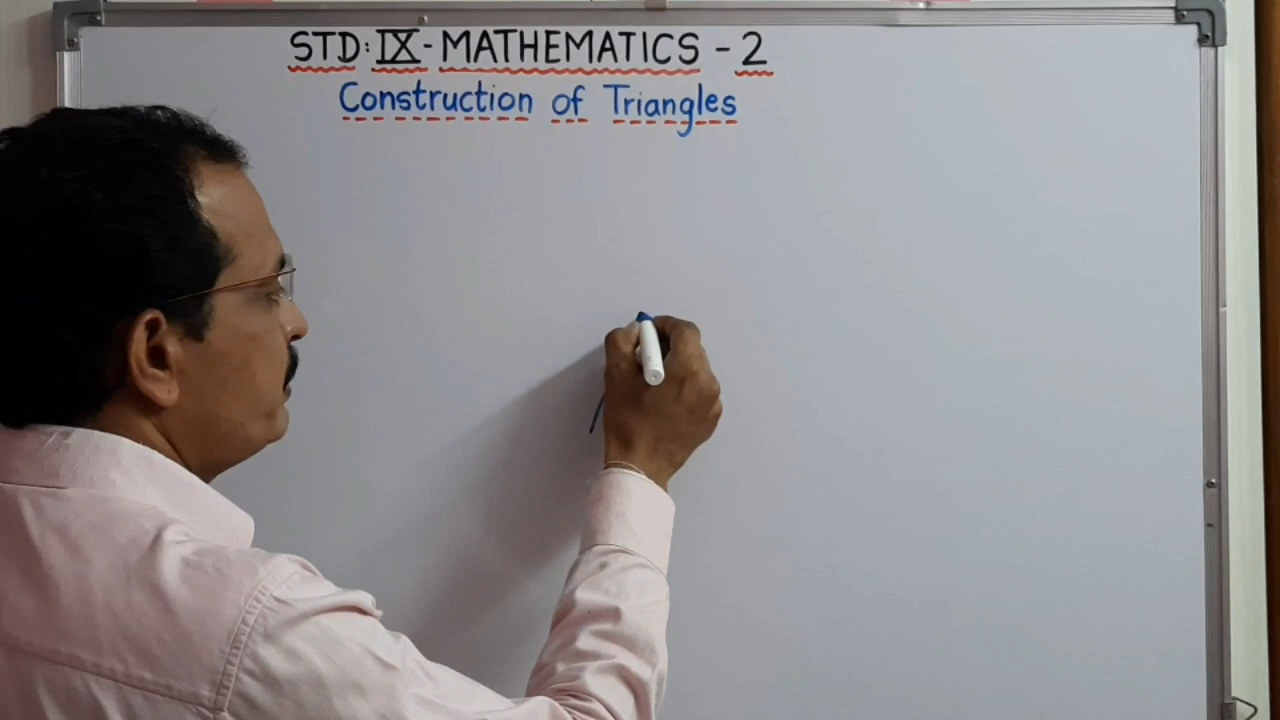 STD: IX - MATHEMATICS - 2
Construction of Triangles